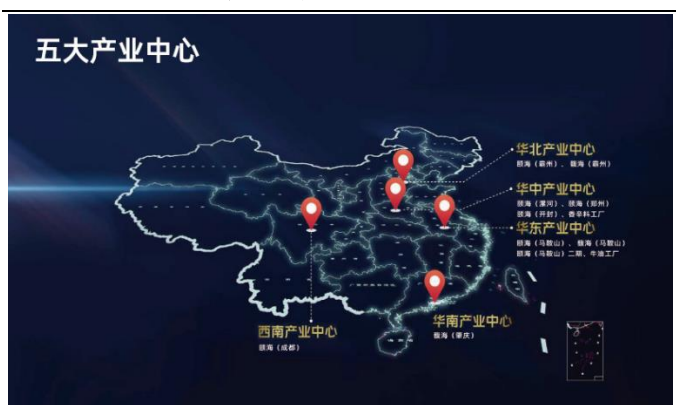 五大产业中心
华北产业中心
颐海（霸州）、馥海（霸州）
华中产业中心
颐海（漯河）、颐海（郑州）
颐海（开封）、香辛料工厂
华东产业中心
颐海（马鞍山）、馥海（马鞍山）
颐海（马鞍山）二期、牛油工厂
西南产业中心
颐海（成都）
华南产业中心
馥海（肇庆）